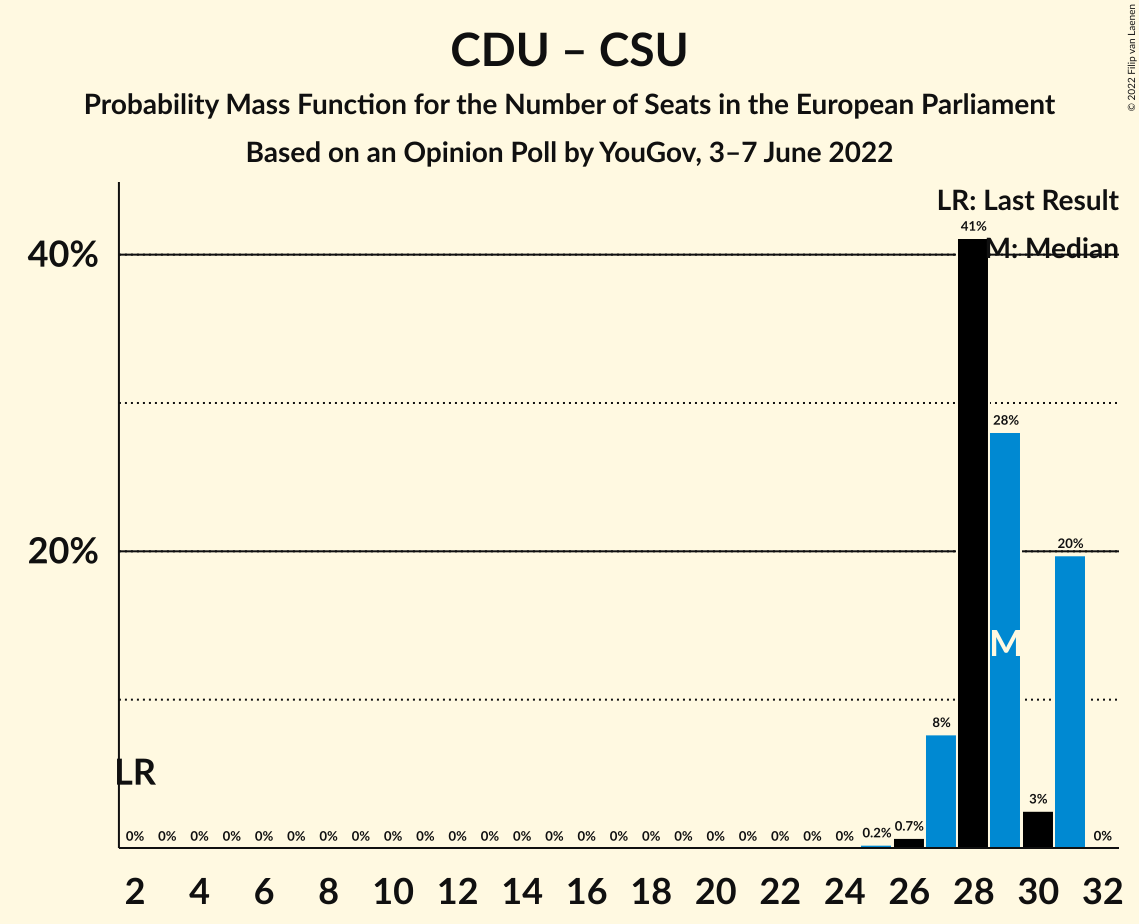 CDU – CSU
Probability Mass Function for the Number of Seats in the European Parliament
Based on an Opinion Poll by YouGov, 3–7 June 2022
© 2022 Filip van Laenen
LR: Last Result
M: Median
41%
40%
28%
20%
20%
M
8%
LR
3%
0% 0% 0% 0% 0% 0% 0% 0% 0% 0% 0% 0% 0% 0% 0% 0% 0% 0% 0% 0% 0% 0% 0% 0.2% 0.7% 0%
2 4 6 8 10 12 14 16 18 20 22 24 26 28 30 32